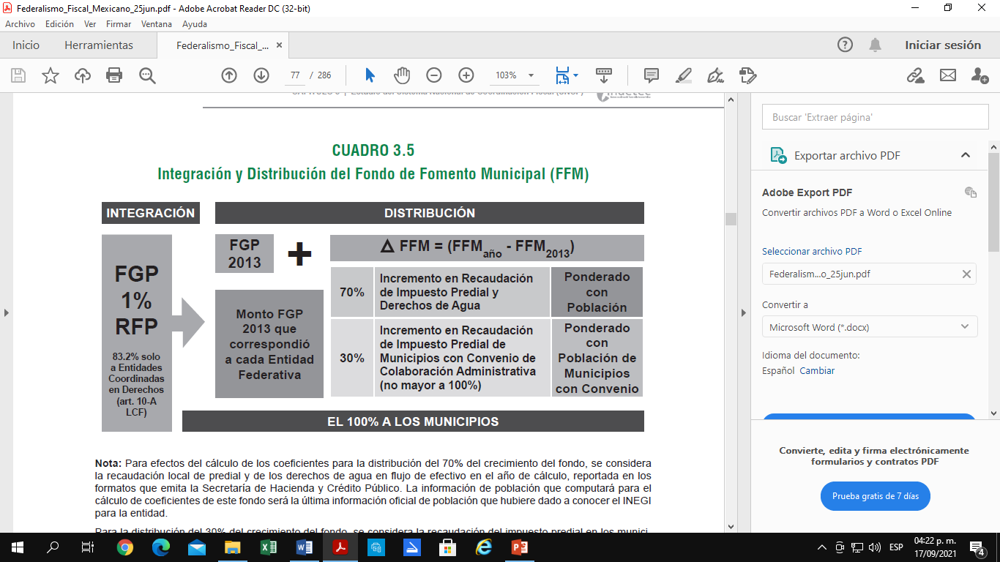 Federalismo_Fiscal_Mexicano_25jun.pdf - Adobe Acrobat Reader DC (32-bit)
Archivo Edición Ver Firmar Ventana Ayuda
Inicio Herramientas Federalismo_Fiscal_... × Iniciar sesión
77 / 286 103%
CUADRO 3.5
Integración y Distribución del Fondo de Fomento Municipal (FFM)
INTEGRACIÓN
DISTRIBUCIÓN
FGP
1%
RFP
83.2% solo
a Entidades
Coordinadas
en Derechos
(art. 10-A
LCF)
FGP
2013
+
Δ FFM = (FFMaño - FFM2013)
Monto FGP
2013 que
correspondió
a cada Entidad
Federativa
70%
Incremento en Recaudación
de Impuesto Predial y
Derechos de Agua
Ponderado
con
Población
30%
Incremento en Recaudación
de Impuesto Predial de
Municipios con Convenio de
Colaboración Administrativa
(no mayor a 100%)
Ponderado
con
Población de
Municipios
con Convenio
EL 100% A LOS MUNICIPIOS
Nota: Para efectos del cálculo de los coeficientes para la distribución del 70% del crecimiento del fondo, se considera
la recaudación local de predial y de los derechos de agua en flujo de efectivo en el año de cálculo, reportada en los
formatos que emita la Secretaría de Hacienda y Crédito Público. La información de población que computará para el
cálculo de coeficientes de este fondo será la última información oficial de población que hubiere dado a conocer el INEGI
para la entidad.
Para la distribución del 30% del crecimiento del fondo, se considera la recaudación del impuesto predial en los munici-
Buscar 'Extraer página'
Exportar archivo PDF
Adobe Export PDF
Convertir archivos PDF a Word o Excel Online
Seleccionar archivo PDF
Federalism...o_25jun.pdf
Convertir a
Microsoft Word (*.docx)
Idioma del documento:
Español Cambiar
Convierte, edita y firma electrónicamente
formularios y contratos PDF
Prueba gratis de 7 días
ESP
04:22 p. m.
17/09/2021
4